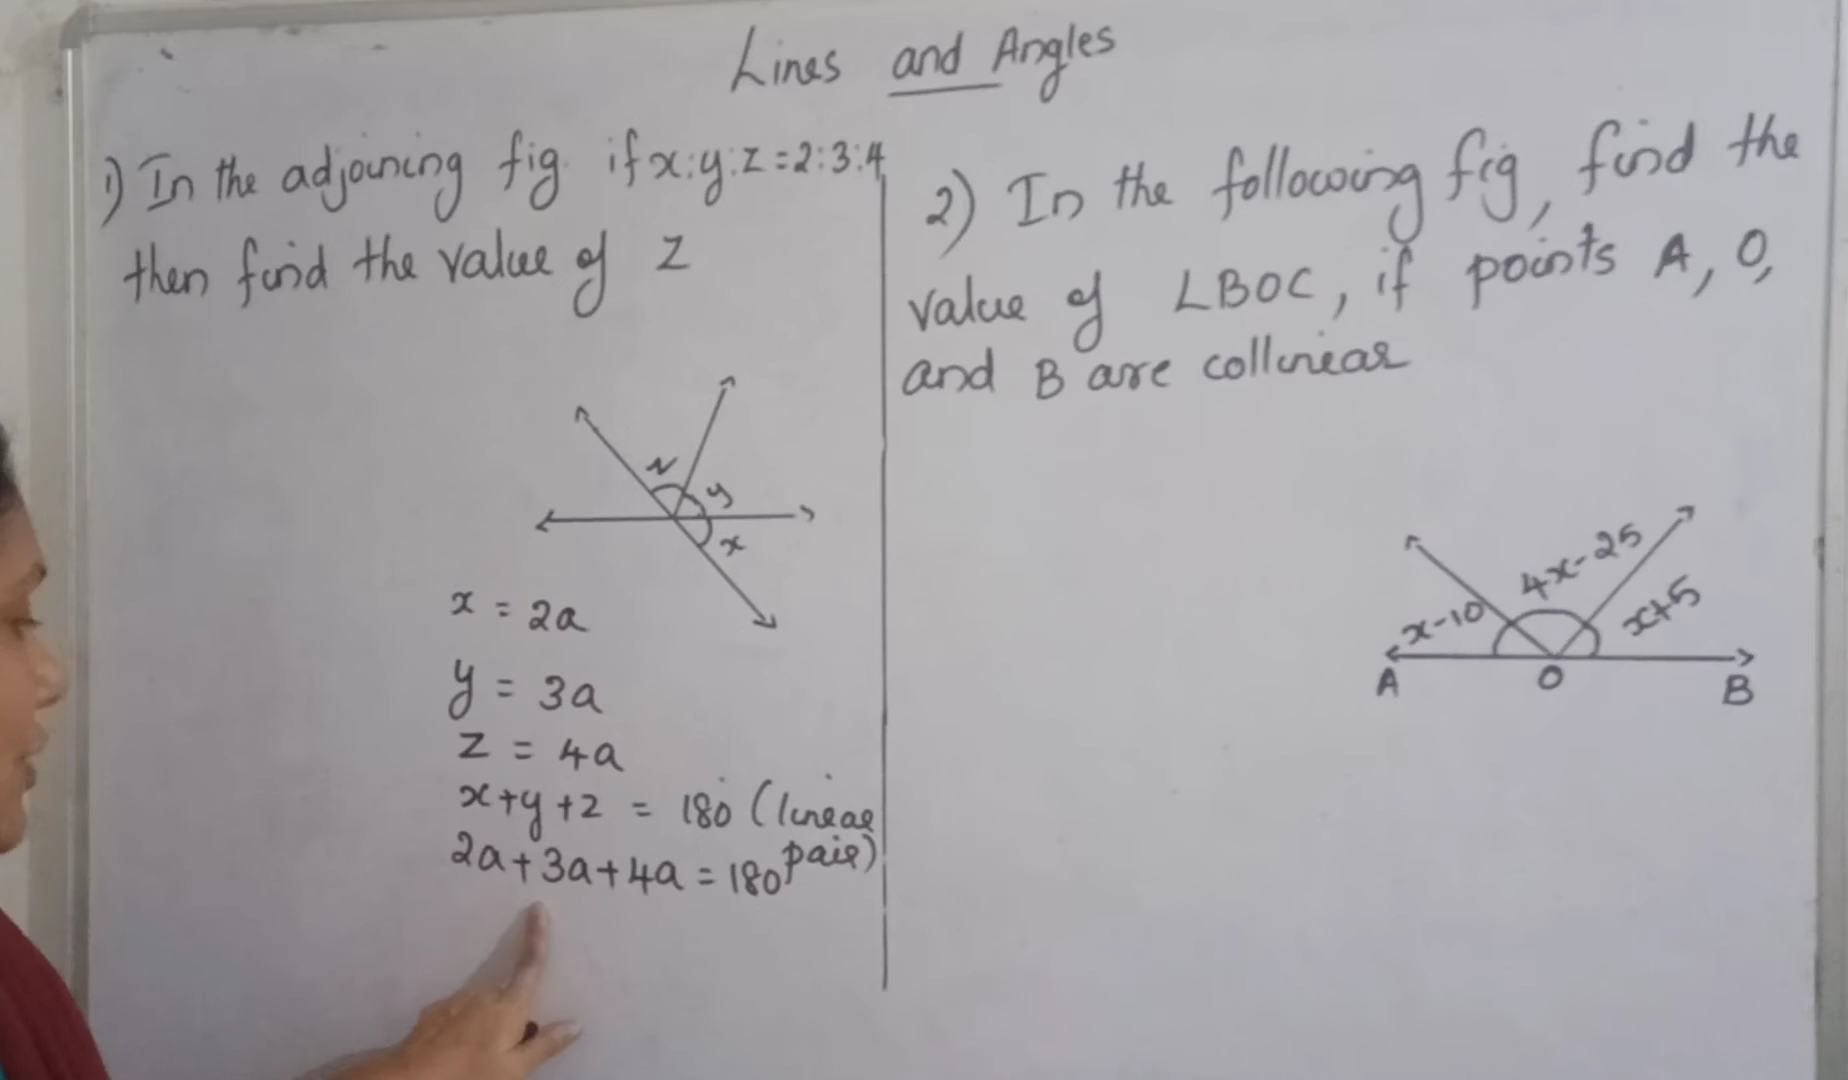 Lines and Angles
1) In the adjoining fig. if x:y:z=2:3:4
then find the value of z
z
y
x
x = 2a
y = 3a
z = 4a
x+y+z = 180 (linear
pair)
2a+3a+4a = 180
2) In the following fig, find the
value of ∠BOC, if points A, O,
and B are collinear
x-10
4x-25
x+5
A
O
B